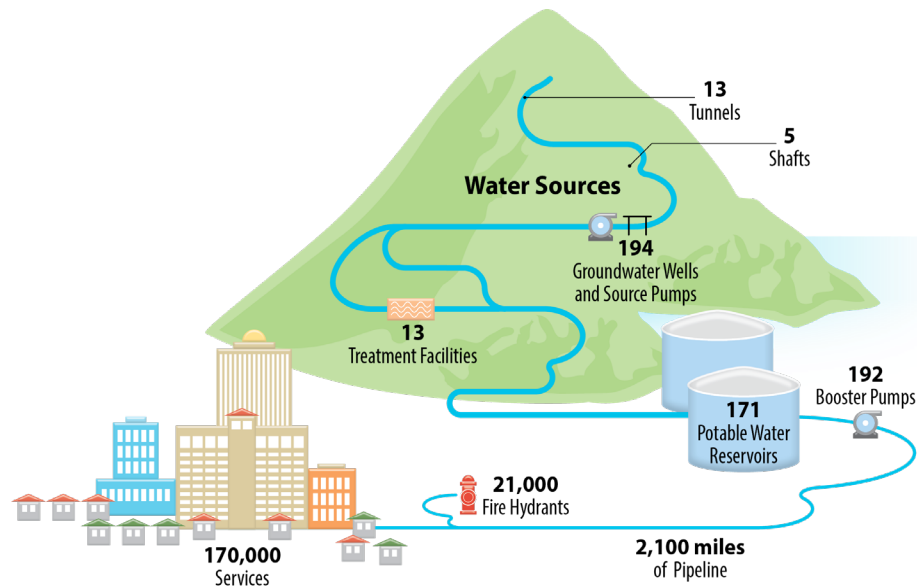 13
Tunnels
5
Shafts
Water Sources
194
Groundwater Wells
and Source Pumps
13
Treatment Facilities
192
Booster Pumps
171
Potable Water
Reservoirs
21,000
Fire Hydrants
2,100 miles
of Pipeline
170,000
Services